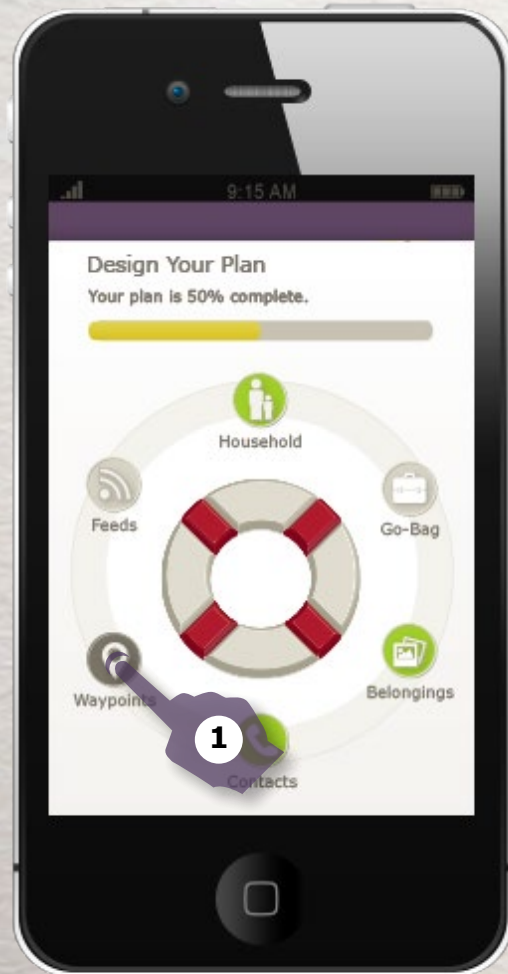 9:15 AM
Design Your Plan
Your plan is 50% complete.
Household
Feeds
Go-Bag
Waypoints
Belongings
1
Contacts